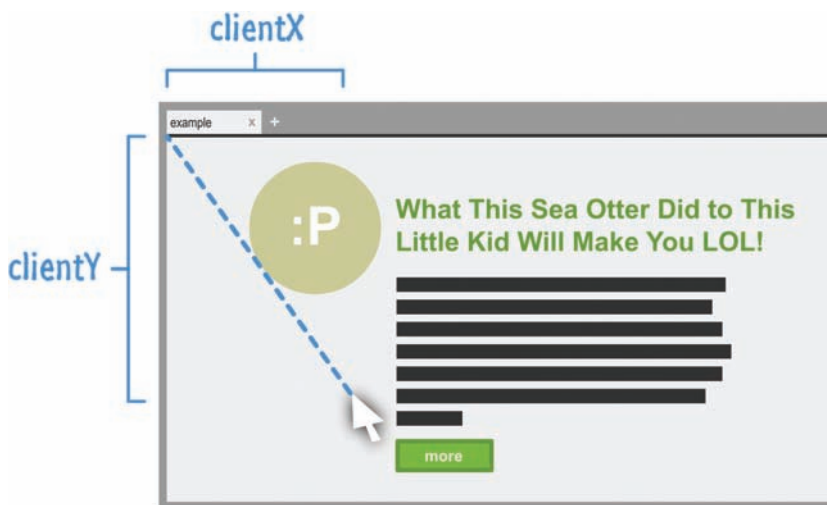 clientX
example x +
clientY
:P
What This Sea Otter Did to This
Little Kid Will Make You LOL!
more